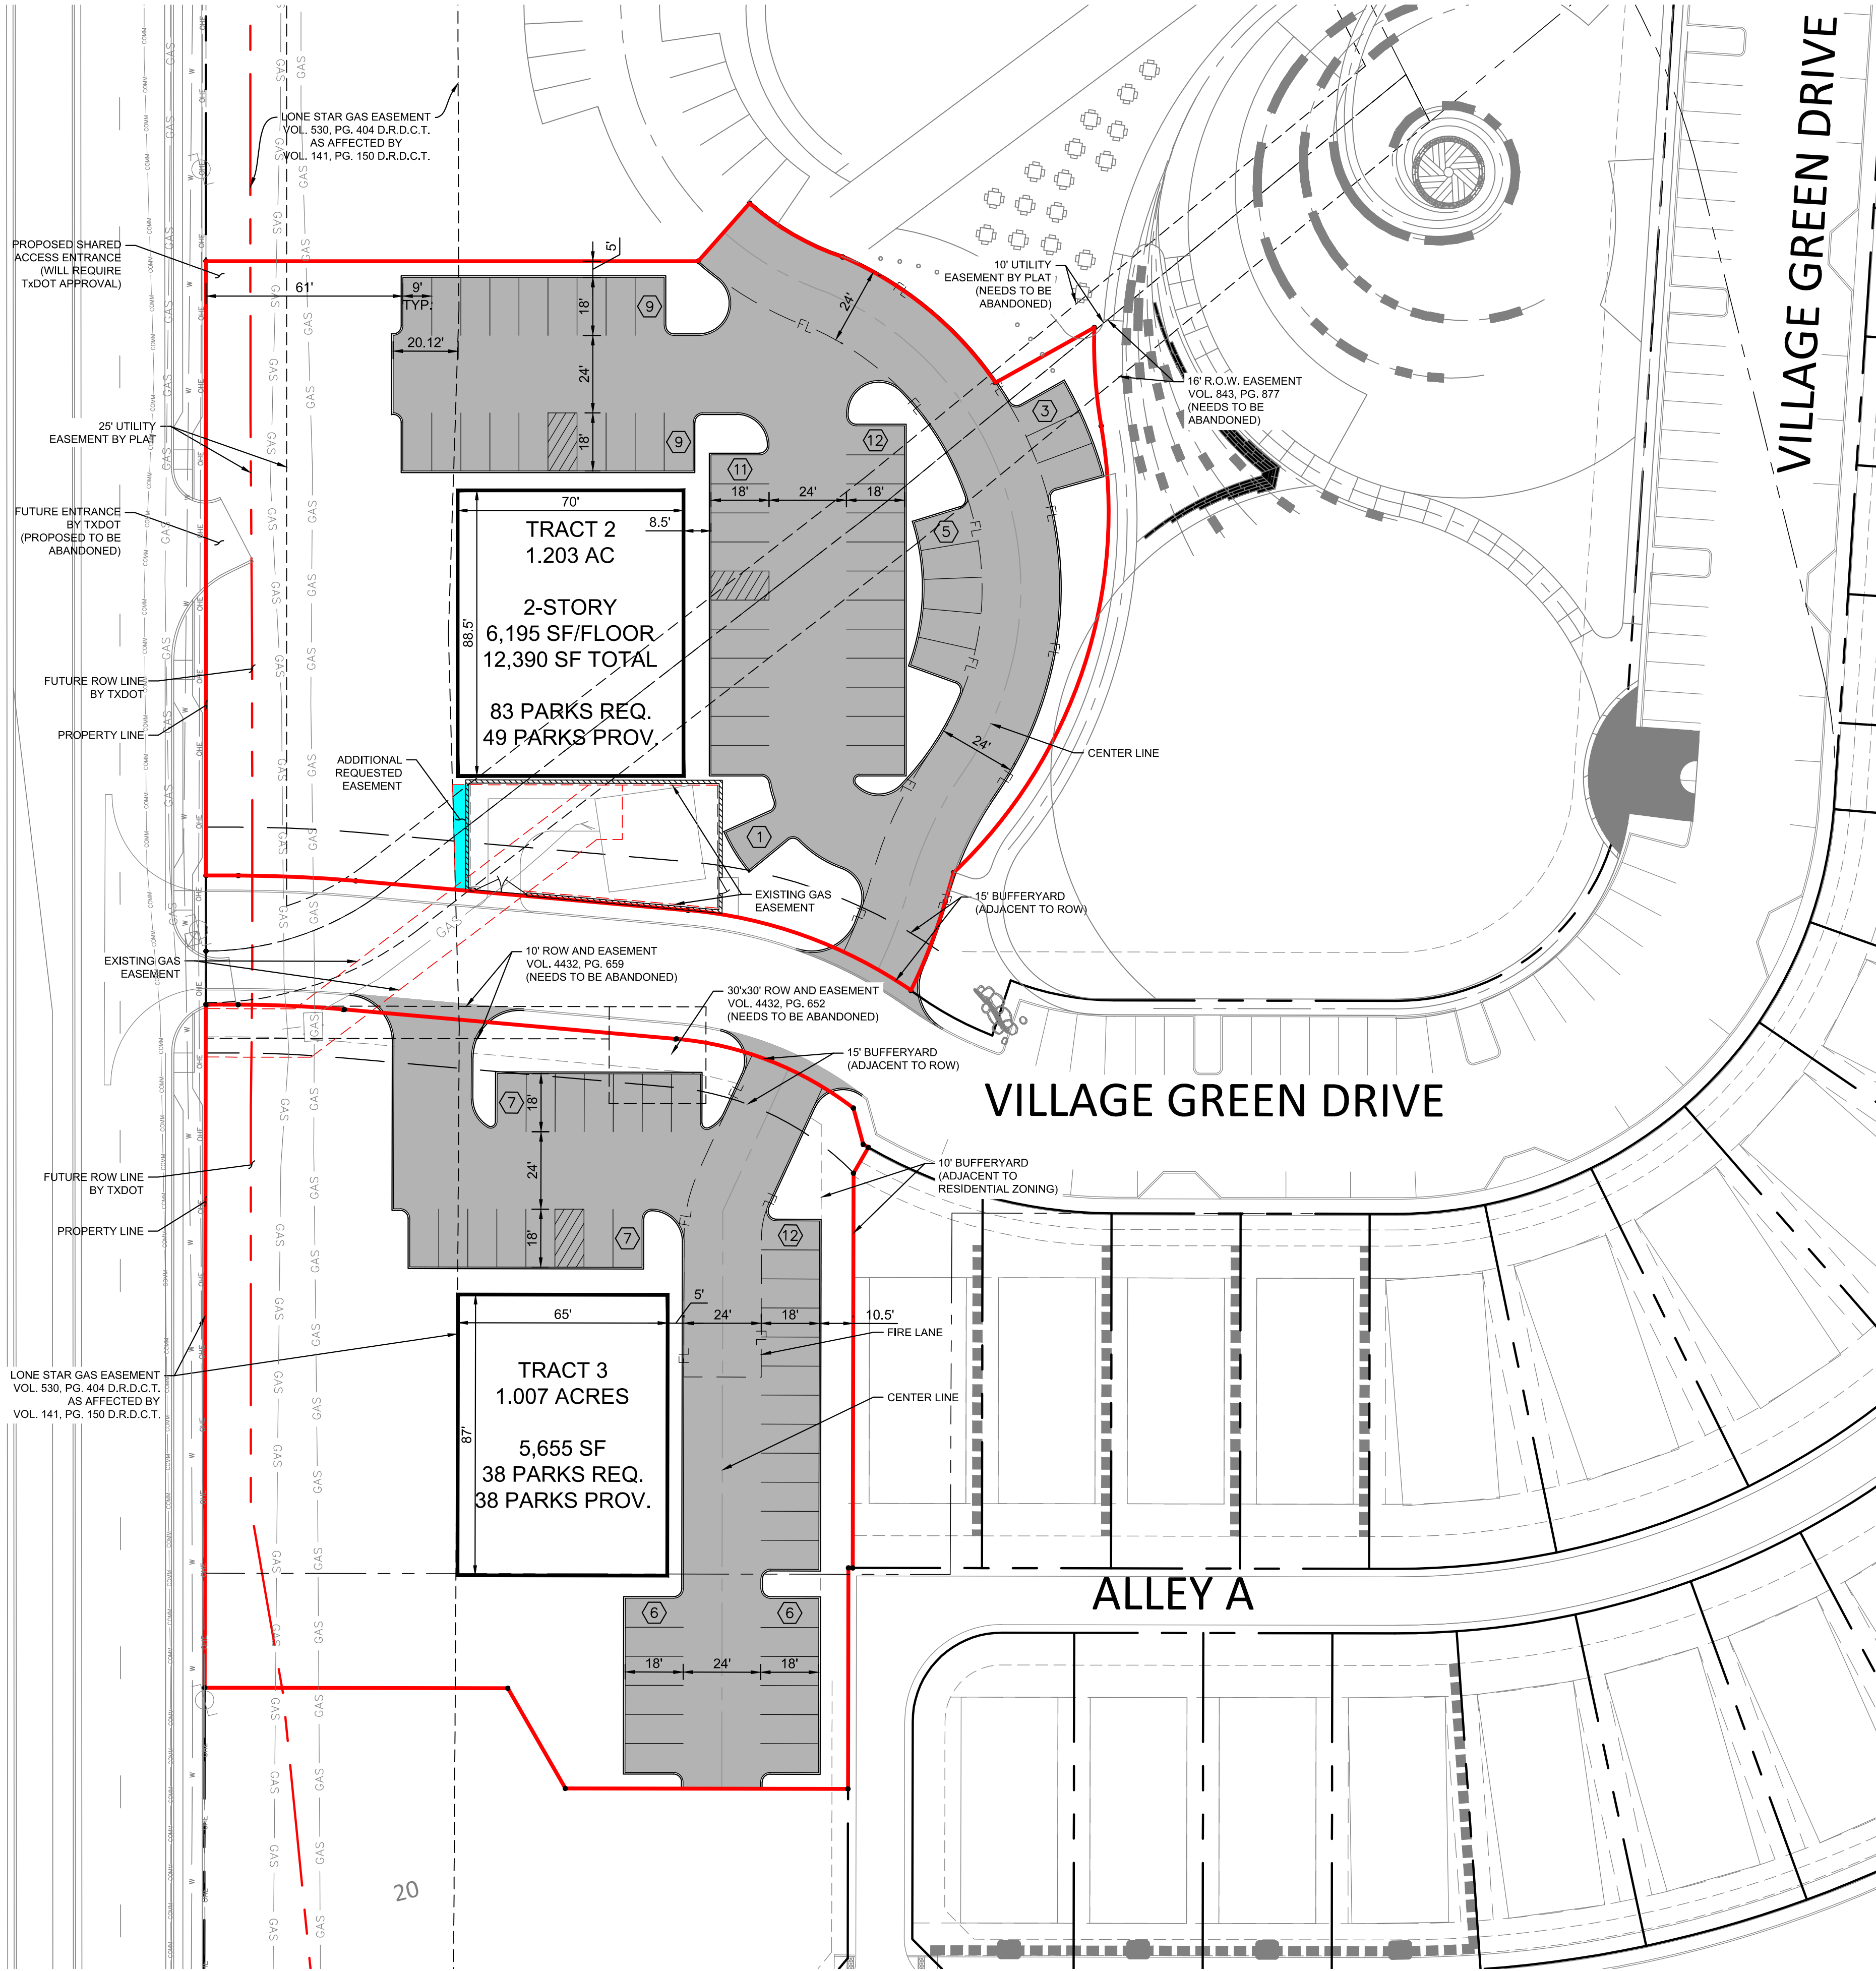 VILLAGE GREEN DRIVE
LONE STAR GAS EASEMENT
VOL. 530, PG. 404 D.R.D.C.T.
AS AFFECTED BY
VOL. 141, PG. 150 D.R.D.C.T.
PROPOSED SHARED
ACCESS ENTRANCE
(WILL REQUIRE
TxDOT APPROVAL)
5'
61'
9'
TYP.
18'
9
24'
FL
20.12'
24'
10' UTILITY
EASEMENT BY PLAT
(NEEDS TO BE
ABANDONED)
16' R.O.W. EASEMENT
VOL. 843, PG. 877
(NEEDS TO BE
ABANDONED)
3
25' UTILITY
EASEMENT BY PLAT
18'
9
12
11
18'
24'
18'
70'
8.5'
5
FUTURE ENTRANCE
BY TXDOT
(PROPOSED TO BE
ABANDONED)
TRACT 2
1.203 AC
2-STORY
6,195 SF/FLOOR
12,390 SF TOTAL
83 PARKS REQ.
49 PARKS PROV.
88.5'
FUTURE ROW LINE
BY TXDOT
PROPERTY LINE
24'
CENTER LINE
ADDITIONAL
REQUESTED
EASEMENT
1
EXISTING GAS
EASEMENT
15' BUFFERYARD
(ADJACENT TO ROW)
EXISTING GAS
EASEMENT
10' ROW AND EASEMENT
VOL. 4432, PG. 659
(NEEDS TO BE ABANDONED)
30'x30' ROW AND EASEMENT
VOL. 4432, PG. 652
(NEEDS TO BE ABANDONED)
15' BUFFERYARD
(ADJACENT TO ROW)
VILLAGE GREEN DRIVE
7
18'
24'
FUTURE ROW LINE
BY TXDOT
10' BUFFERYARD
(ADJACENT TO
RESIDENTIAL ZONING)
PROPERTY LINE
18'
7
12
5'
65'
24'
18'
10.5'
FIRE LANE
TRACT 3
1.007 ACRES
5,655 SF
38 PARKS REQ.
38 PARKS PROV.
87'
LONE STAR GAS EASEMENT
VOL. 530, PG. 404 D.R.D.C.T.
AS AFFECTED BY
VOL. 141, PG. 150 D.R.D.C.T.
CENTER LINE
ALLEY A
6
6
18'
24'
18'
20
GAS
COMM
OHE
W